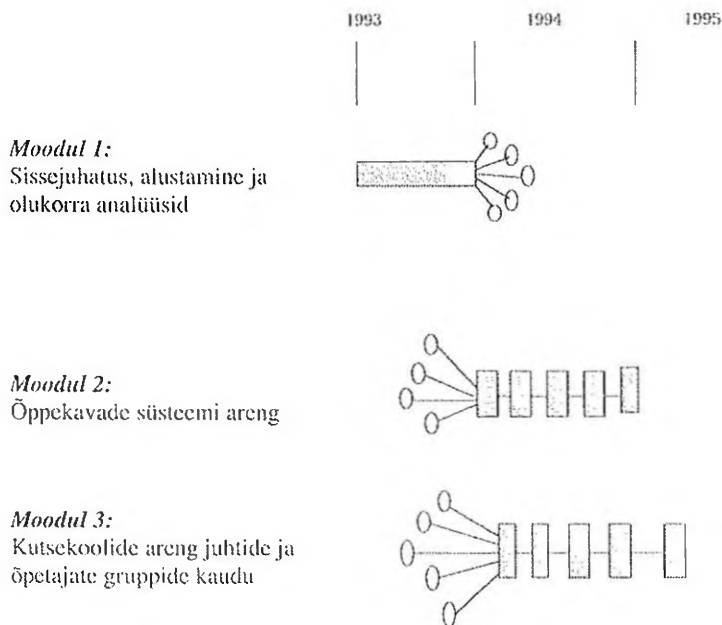 1993 1994 1995
Moodul 1:
Sissejuhatus, alustamine ja
olukorra analüüsid
Moodul 2:
Õppekavade süsteemi areng
Moodul 3:
Kutsekoolide areng juhtide ja
õpetajate gruppide kaudu